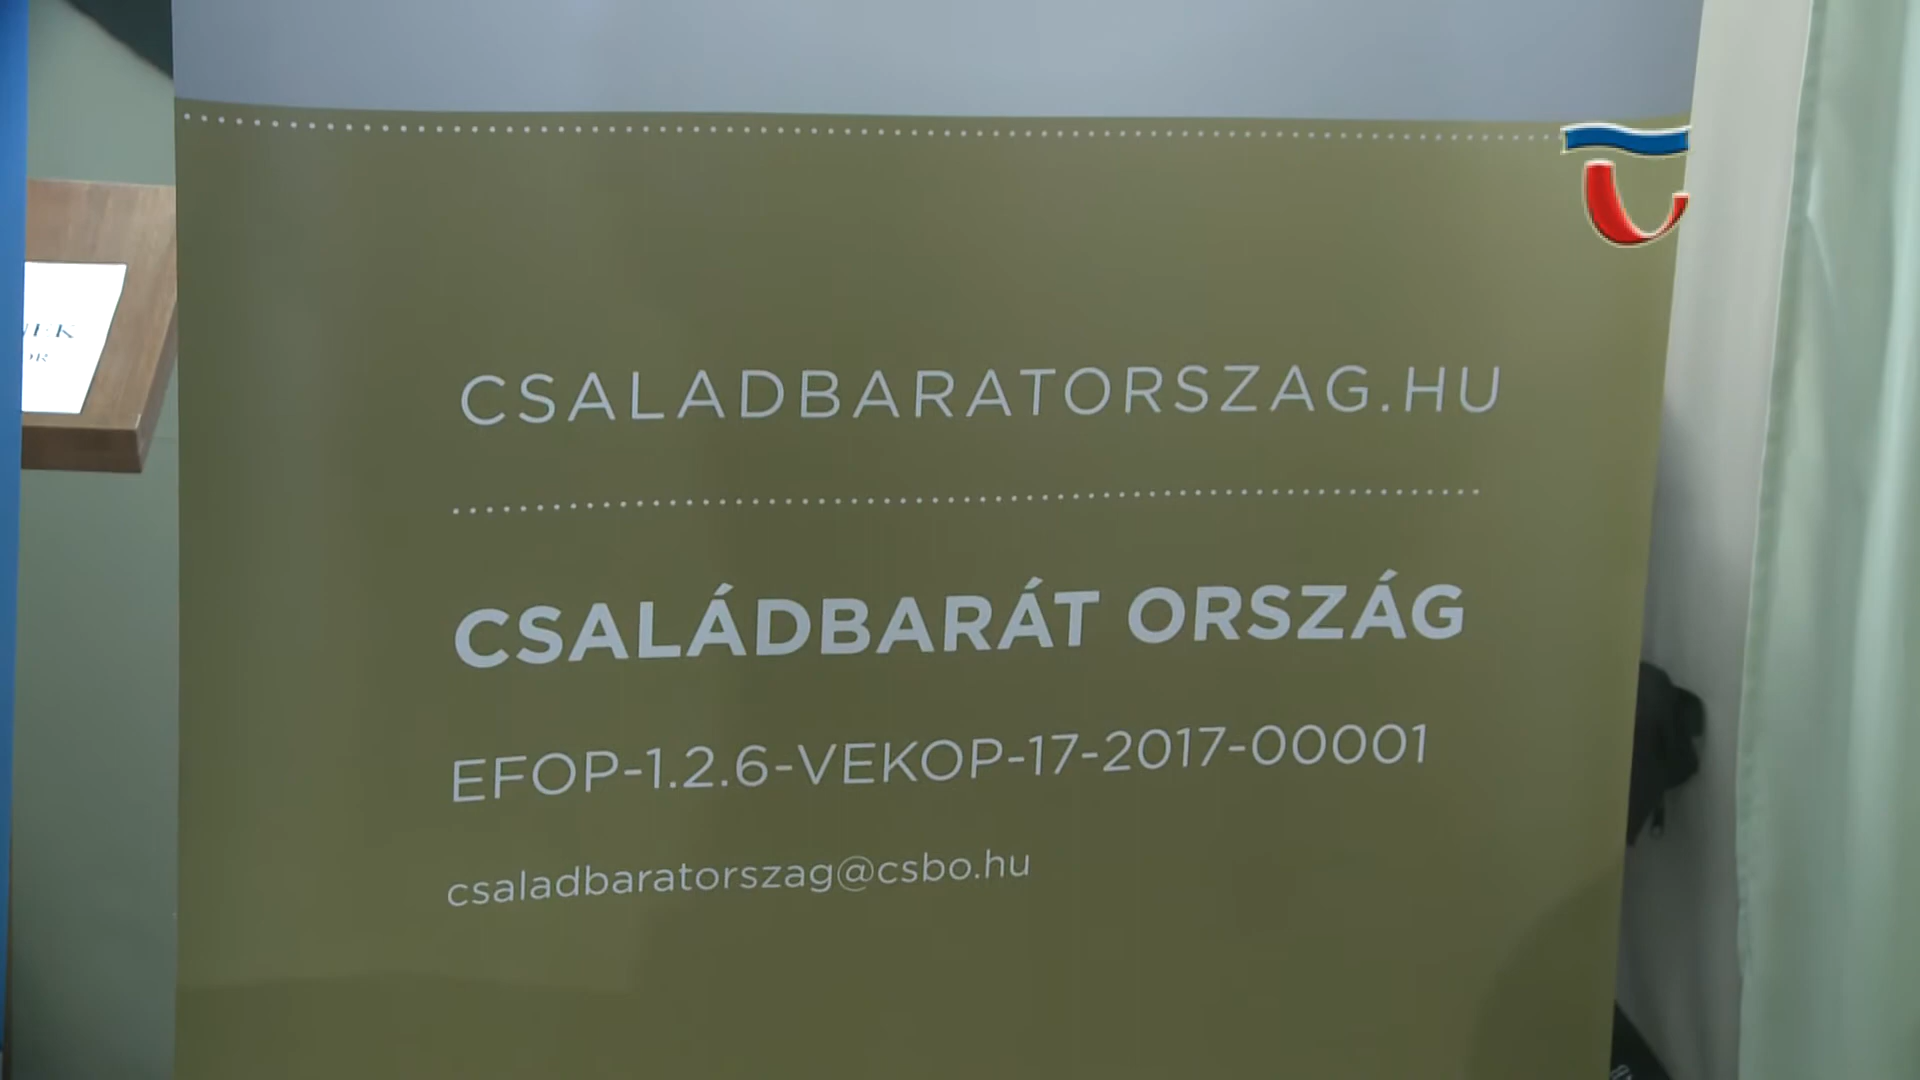 CSALADBARATORSZAG.HU
CSALÁDBARÁT ORSZÁG
EFOP-1.2.6-VEKOP-17-2017-00001
csaladbaratorszag@csbo.hu